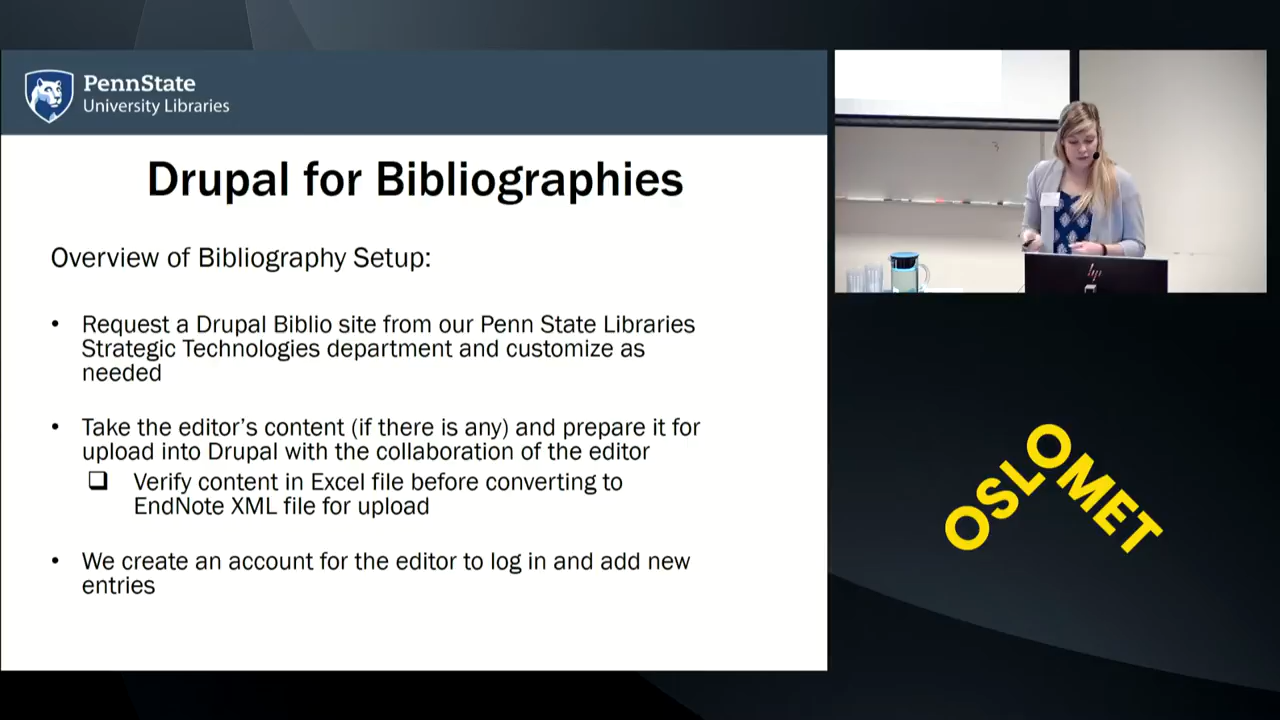 PennState
University Libraries
Drupal for Bibliographies
Overview of Bibliography Setup:
• Request a Drupal Biblio site from our Penn State Libraries
Strategic Technologies department and customize as
needed
• Take the editor’s content (if there is any) and prepare it for
upload into Drupal with the collaboration of the editor
❑ Verify content in Excel file before converting to
EndNote XML file for upload
• We create an account for the editor to log in and add new
entries
hp
OSLOMET